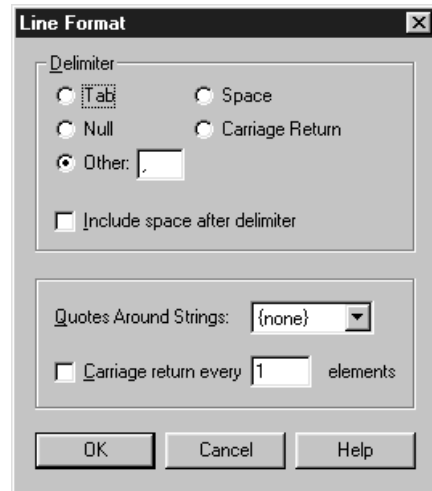 Line Format
Delimiter
Tab Space
Null Carriage Return
Other: ,
Include space after delimiter
Quotes Around Strings: {none}
Carriage return every 1 elements
OK Cancel Help